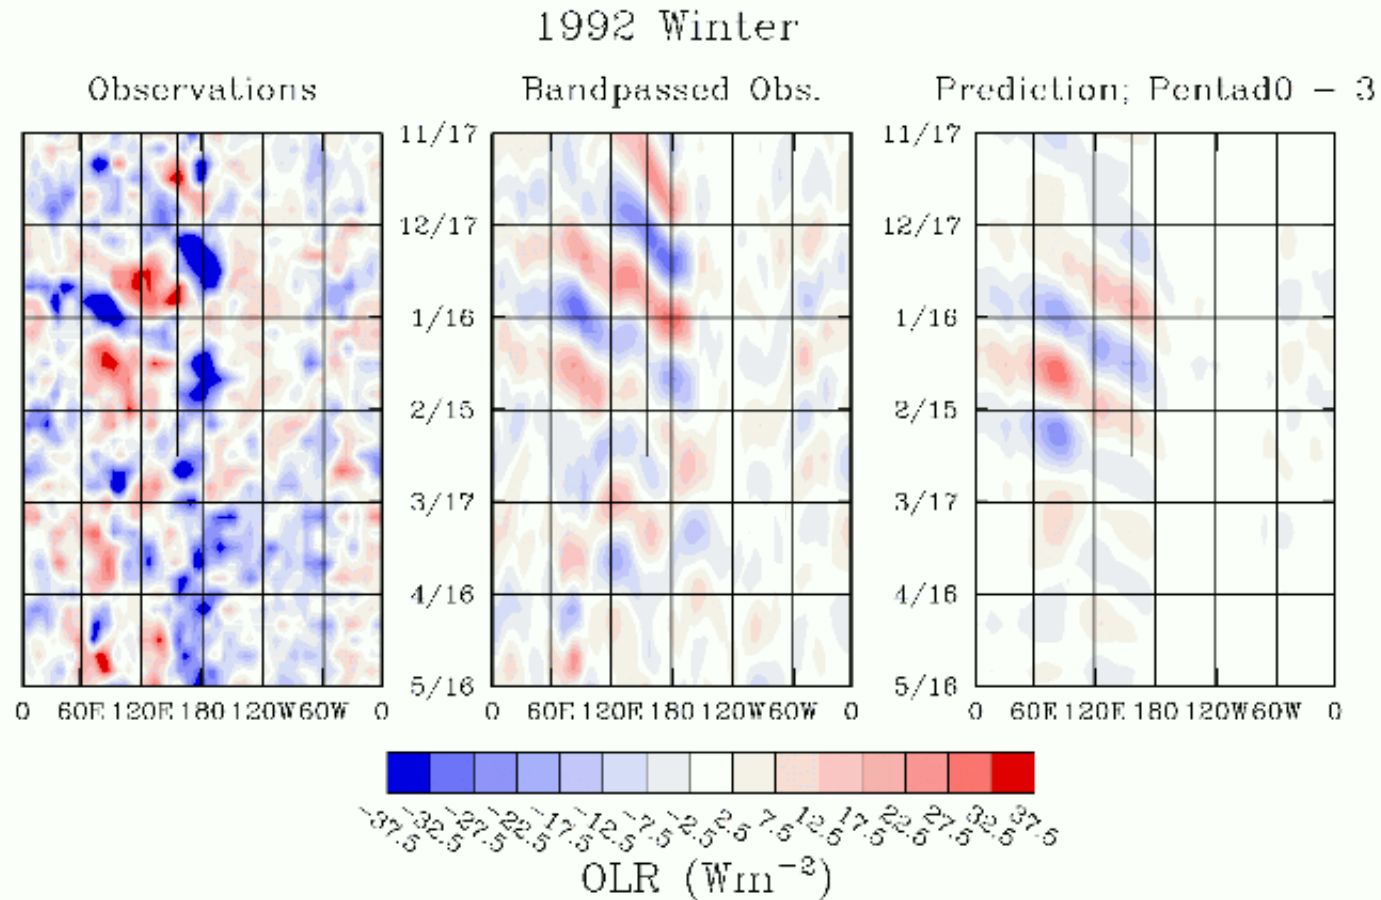 1992 Winter
Observations
Bandpassed Obs.
Prediction; Pentad0 - 3
11/17
12/17
1/16
2/15
3/17
4/16
5/16
11/17
12/17
1/16
2/15
3/17
4/16
5/16
0 60E 120E 180 120W 60W 0
0 60E 120E 180 120W 60W 0
0 60E 120E 180 120W 60W 0
-37.5 -32.5 -27.5 -22.5 -17.5 -12.5 -7.5 -2.5 2.5 7.5 12.5 17.5 22.5 27.5 32.5 37.5
OLR (Wm⁻²)